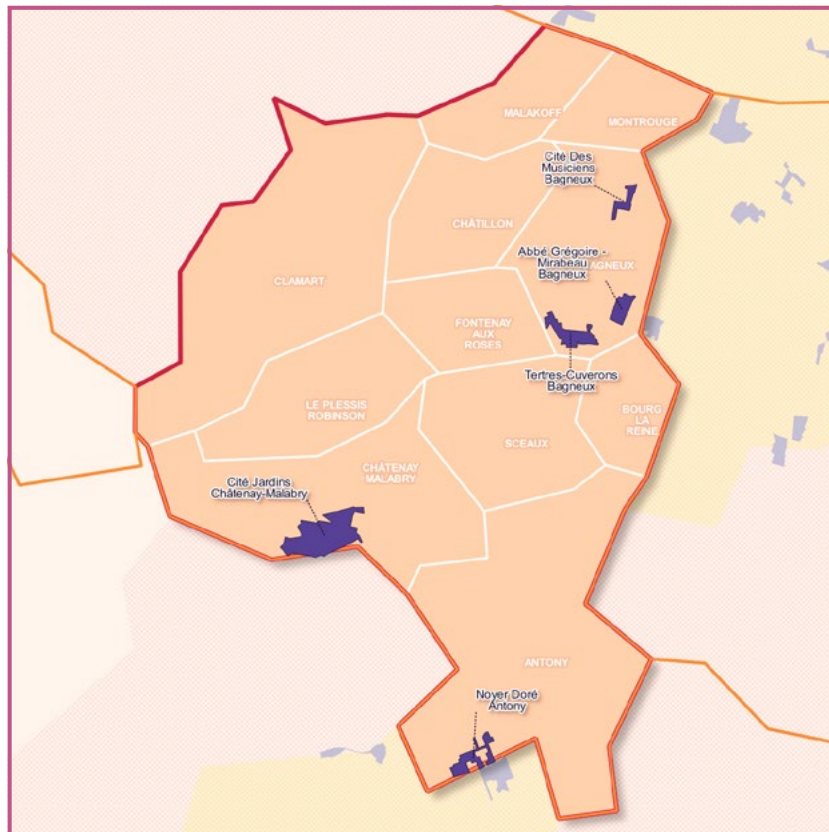 MALAKOFF
MONTROUGE
Cité Des
Musiciens
Bagneux
CHÂTILLON
Abbé Grégoire -
Mirabeau
Bagneux
AGNEUX
CLAMART
FONTENAY
AUX
ROSES
Tertres-Cuverons
Bagneux
LE PLESSIS
ROBINSON
BOURG
LA
REINE
SCEAUX
CHÂTENAY
MALABRY
Cité Jardins
Châtenay-Malabry
ANTONY
Noyer Doré
Antony